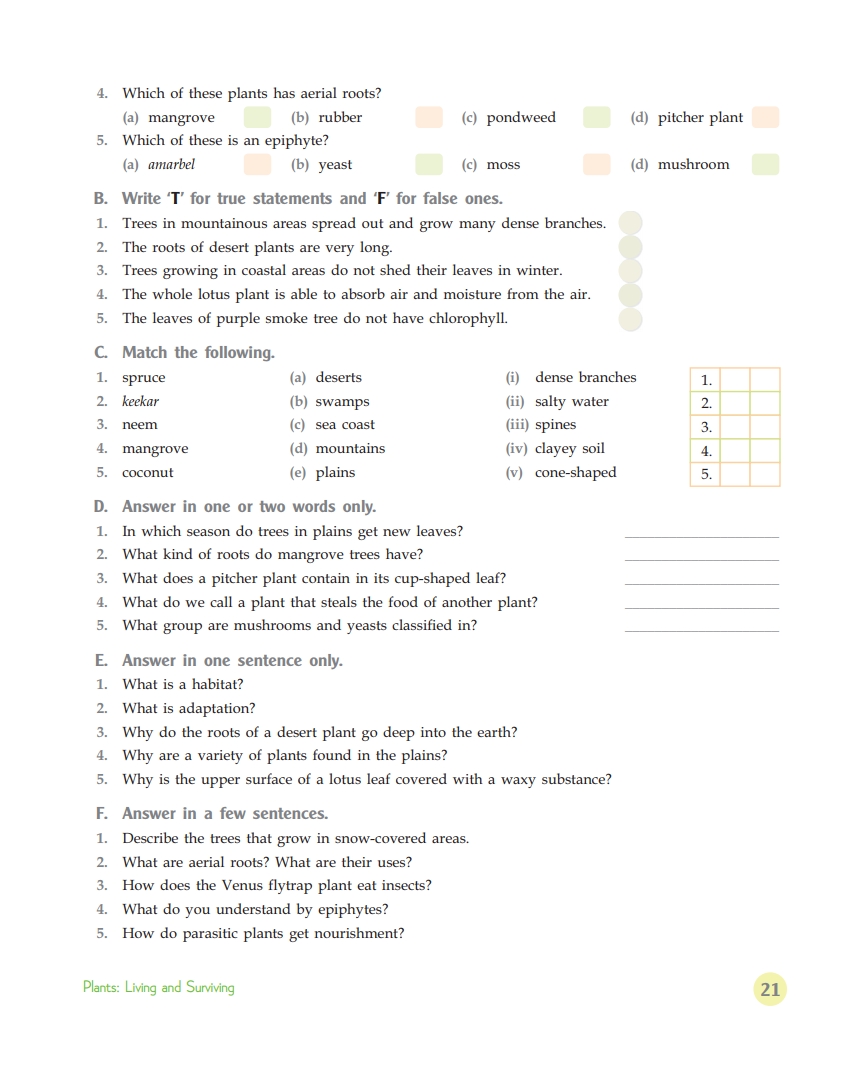 4. Which of these plants has aerial roots?
(a) mangrove (b) rubber (c) pondweed (d) pitcher plant
5. Which of these is an epiphyte?
(a) amarbel (b) yeast (c) moss (d) mushroom
B. Write ‘T’ for true statements and ‘F’ for false ones.
1. Trees in mountainous areas spread out and grow many dense branches.
2. The roots of desert plants are very long.
3. Trees growing in coastal areas do not shed their leaves in winter.
4. The whole lotus plant is able to absorb air and moisture from the air.
5. The leaves of purple smoke tree do not have chlorophyll.
C. Match the following.
1. spruce (a) deserts (i) dense branches 1.
2. keekar (b) swamps (ii) salty water 2.
3. neem (c) sea coast (iii) spines 3.
4. mangrove (d) mountains (iv) clayey soil 4.
5. coconut (e) plains (v) cone-shaped 5.
D. Answer in one or two words only.
1. In which season do trees in plains get new leaves?
2. What kind of roots do mangrove trees have?
3. What does a pitcher plant contain in its cup-shaped leaf?
4. What do we call a plant that steals the food of another plant?
5. What group are mushrooms and yeasts classified in?
E. Answer in one sentence only.
1. What is a habitat?
2. What is adaptation?
3. Why do the roots of a desert plant go deep into the earth?
4. Why are a variety of plants found in the plains?
5. Why is the upper surface of a lotus leaf covered with a waxy substance?
F. Answer in a few sentences.
1. Describe the trees that grow in snow-covered areas.
2. What are aerial roots? What are their uses?
3. How does the Venus flytrap plant eat insects?
4. What do you understand by epiphytes?
5. How do parasitic plants get nourishment?
Plants: Living and Surviving 21